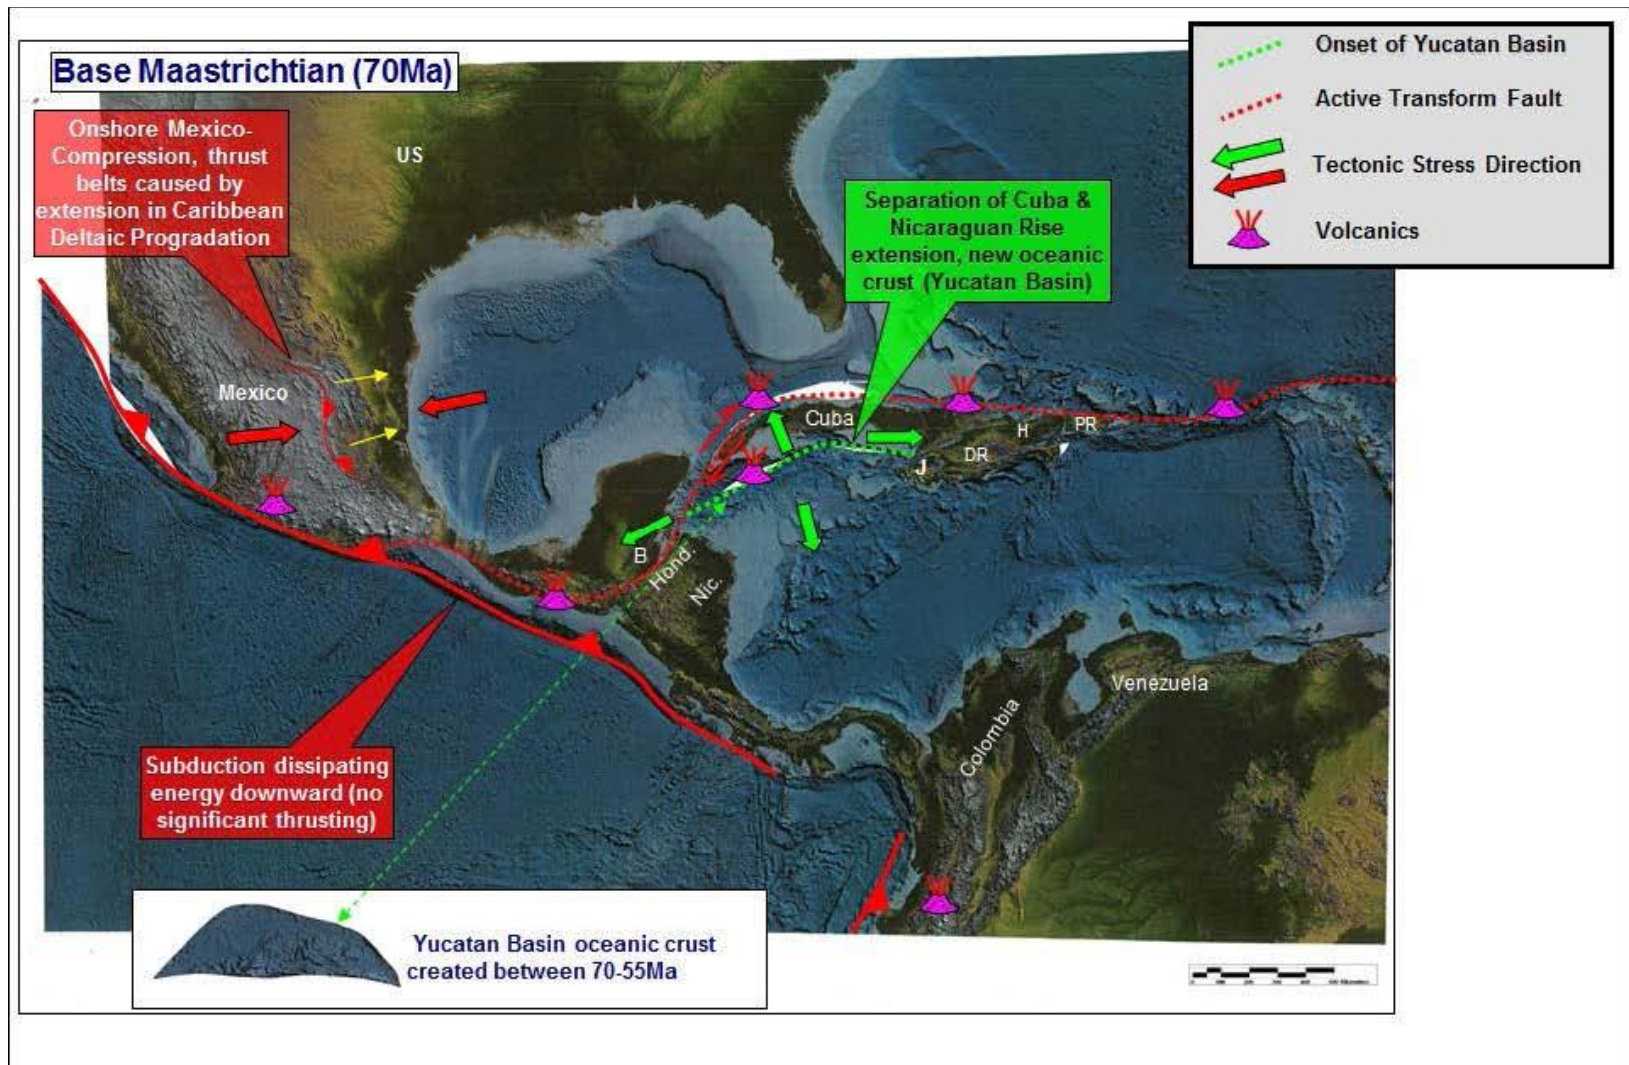 Base Maastrichtian (70Ma)
Onshore Mexico-
Compression, thrust
belts caused by
extension in Caribbean
Deltaic Progradation
US
Separation of Cuba &
Nicaraguan Rise
extension, new oceanic
crust (Yucatan Basin)
Onset of Yucatan Basin
Active Transform Fault
Tectonic Stress Direction
Volcanics
Mexico
Cuba
H
PR
DR
J
B
Hond.
Nic.
Venezuela
Colombia
Subduction dissipating
energy downward (no
significant thrusting)
Yucatan Basin oceanic crust
created between 70-55Ma